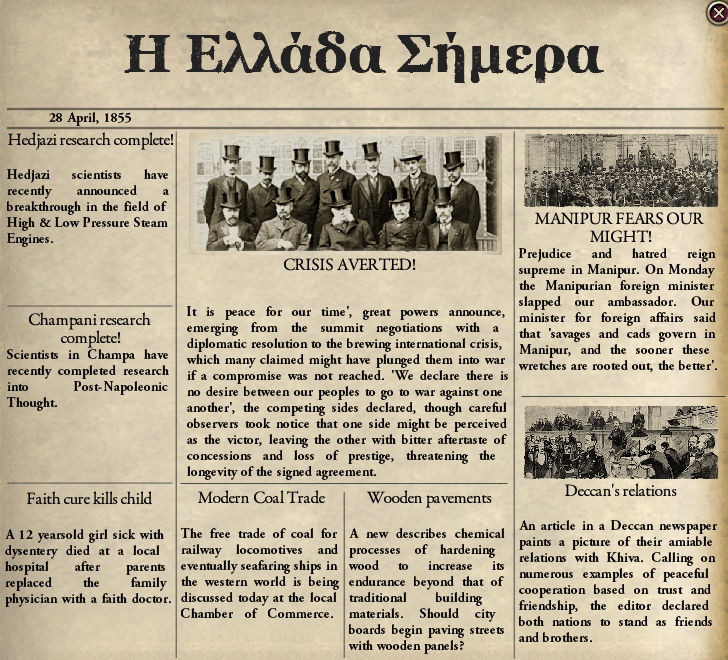 Η Ελλάδα Σήμερα
28 April, 1855
Hedjazi research complete!
Hedjazi scientists have
recently announced a
breakthrough in the field of
High & Low Pressure Steam
Engines.
Champani research
complete!
Scientists in Champa have
recently completed research
into Post-Napoleonic
Thought.
Faith cure kills child
A 12 yearsold girl sick with
dysentery died at a local
hospital after parents
replaced the family
physician with a faith doctor.
CRISIS AVERTED!
It is peace for our time', great powers announce,
emerging from the summit negotiations with a
diplomatic resolution to the brewing international crisis,
which many claimed might have plunged them into war
if a compromise was not reached. 'We declare there is
no desire between our peoples to go to war against one
another', the competing sides declared, though careful
observers took notice that one side might be perceived
as the victor, leaving the other with bitter aftertaste of
concessions and loss of prestige, threatening the
longevity of the signed agreement.
Modern Coal Trade
The free trade of coal for
railway locomotives and
eventually seafaring ships in
the western world is being
discussed today at the local
Chamber of Commerce.
Wooden pavements
A new describes chemical
processes of hardening
wood to increase its
endurance beyond that of
traditional building
materials. Should city
boards begin paving streets
with wooden panels?
MANIPUR FEARS OUR
MIGHT!
Prejudice and hatred reign
supreme in Manipur. On Monday
the Manipurian foreign minister
slapped our ambassador. Our
minister for foreign affairs said
that 'savages and cads govern in
Manipur, and the sooner these
wretches are rooted out, the better'.
Deccan's relations
An article in a Deccan newspaper
paints a picture of their amiable
relations with Khiva. Calling on
numerous examples of peaceful
cooperation based on trust and
friendship, the editor declared
both nations to stand as friends
and brothers.